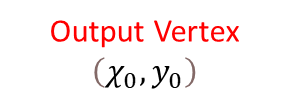 Output Vertex
(χ₀, y₀)